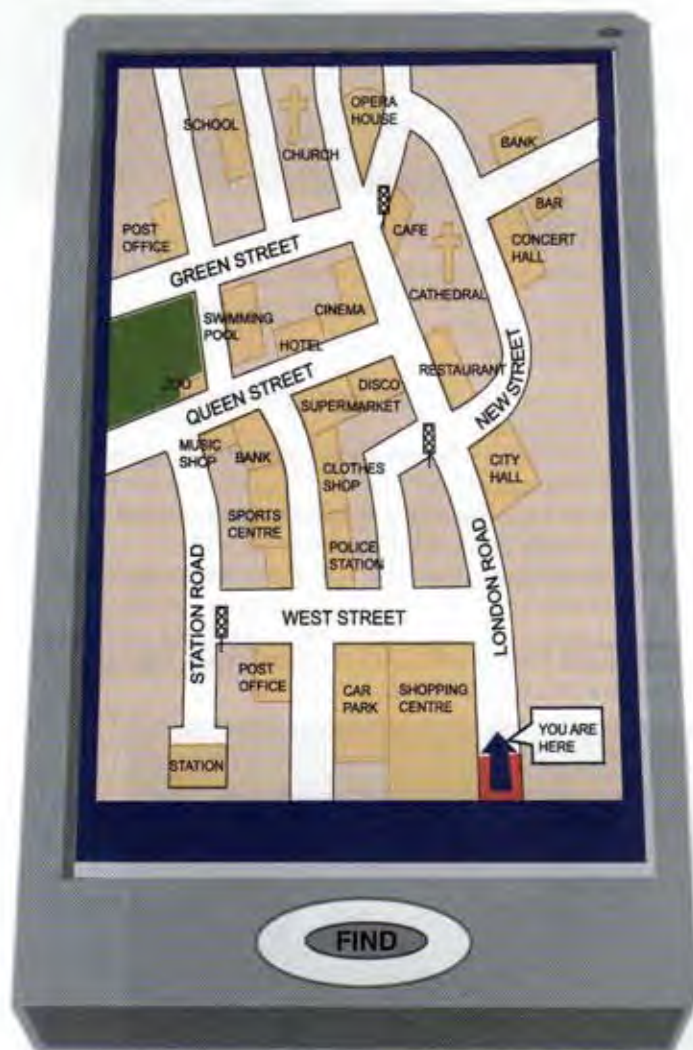 OPERA
HOUSE
SCHOOL
CHURCH
BANK
BAR
POST
OFFICE
CAFE
CONCERT
HALL
GREEN STREET
CATHEDRAL
CINEMA
SWIMMING
POOL
HOTEL
RESTAURANT
NEW STREET
ZOO
QUEEN STREET
DISCO
SUPERMARKET
MUSIC
SHOP
BANK
CLOTHES
SHOP
CITY
HALL
SPORTS
CENTRE
POLICE
STATION
STATION ROAD
LONDON ROAD
WEST STREET
POST
OFFICE
CAR
PARK
SHOPPING
CENTRE
YOU ARE
HERE
STATION
FIND